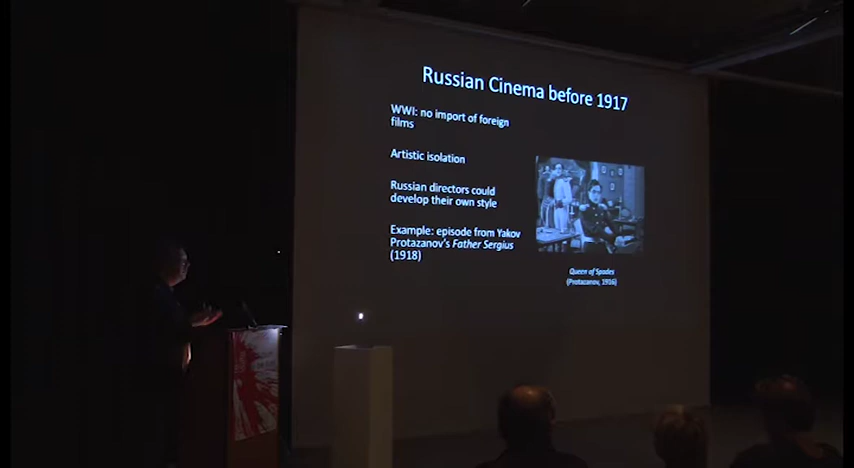 Russian Cinema before 1917
WWI: no import of foreign
films
Artistic isolation
Russian directors could
develop their own style
Example: episode from Yakov
Protazanov's Father Sergius
(1918)
Queen of Spades
(Protazanov, 1916)